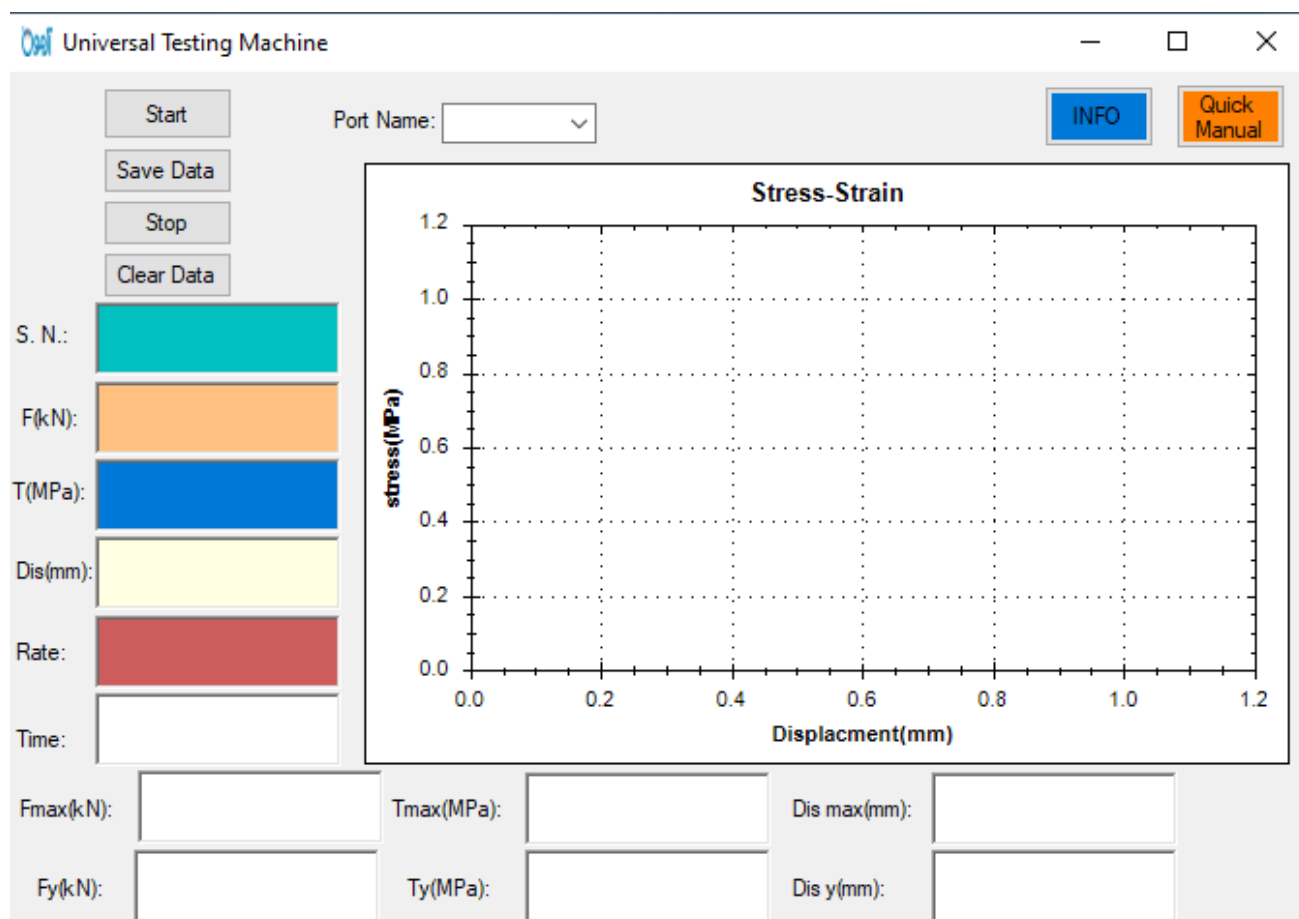 Universal Testing Machine
Start
Port Name:
INFO
Quick
Manual
Save Data
Stop
Clear Data
S. N.:
F(kN):
T(MPa):
Dis(mm):
Rate:
Time:
Stress-Strain
stress(MPa)
1.2
1.0
0.8
0.6
0.4
0.2
0.0
0.0 0.2 0.4 0.6 0.8 1.0 1.2
Displacment(mm)
Fmax(kN): Tmax(MPa): Dis max(mm):
Fy(kN): Ty(MPa): Dis y(mm):